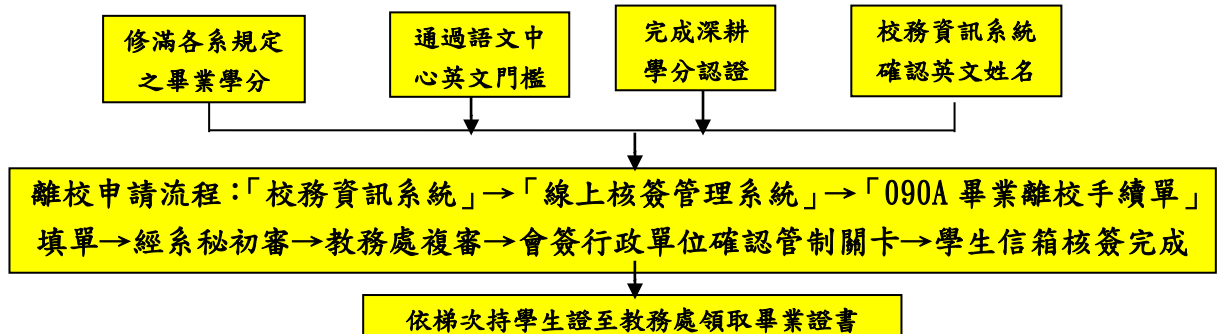 修滿各系規定
之畢業學分
通過語文中
心英文門檻
完成深耕
學分認證
校務資訊系統
確認英文姓名
離校申請流程：「校務資訊系統」→「線上核簽管理系統」→「090A 畢業離校手續單」
填單→經系秘初審→教務處複審→會簽行政單位確認管制關卡→學生信箱核簽完成
依梯次持學生證至教務處領取畢業證書